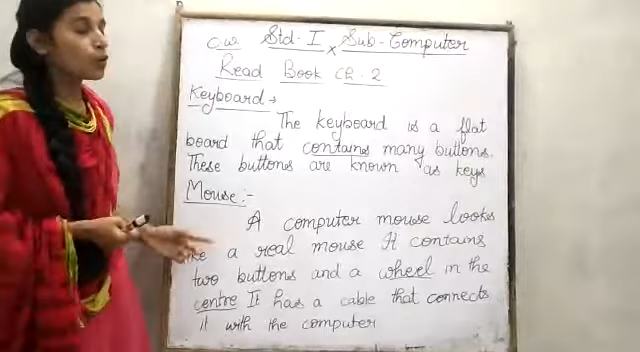 C.W Std-I x Sub-Computer
Read Book Ch. 2
Keyboard →
The keyboard is a flat
board that contains many buttons.
These buttons are known as keys
Mouse:-
A computer mouse looks
a real mouse It contains
two buttons and a wheel in the
centre It has a cable that connects
it with the computer